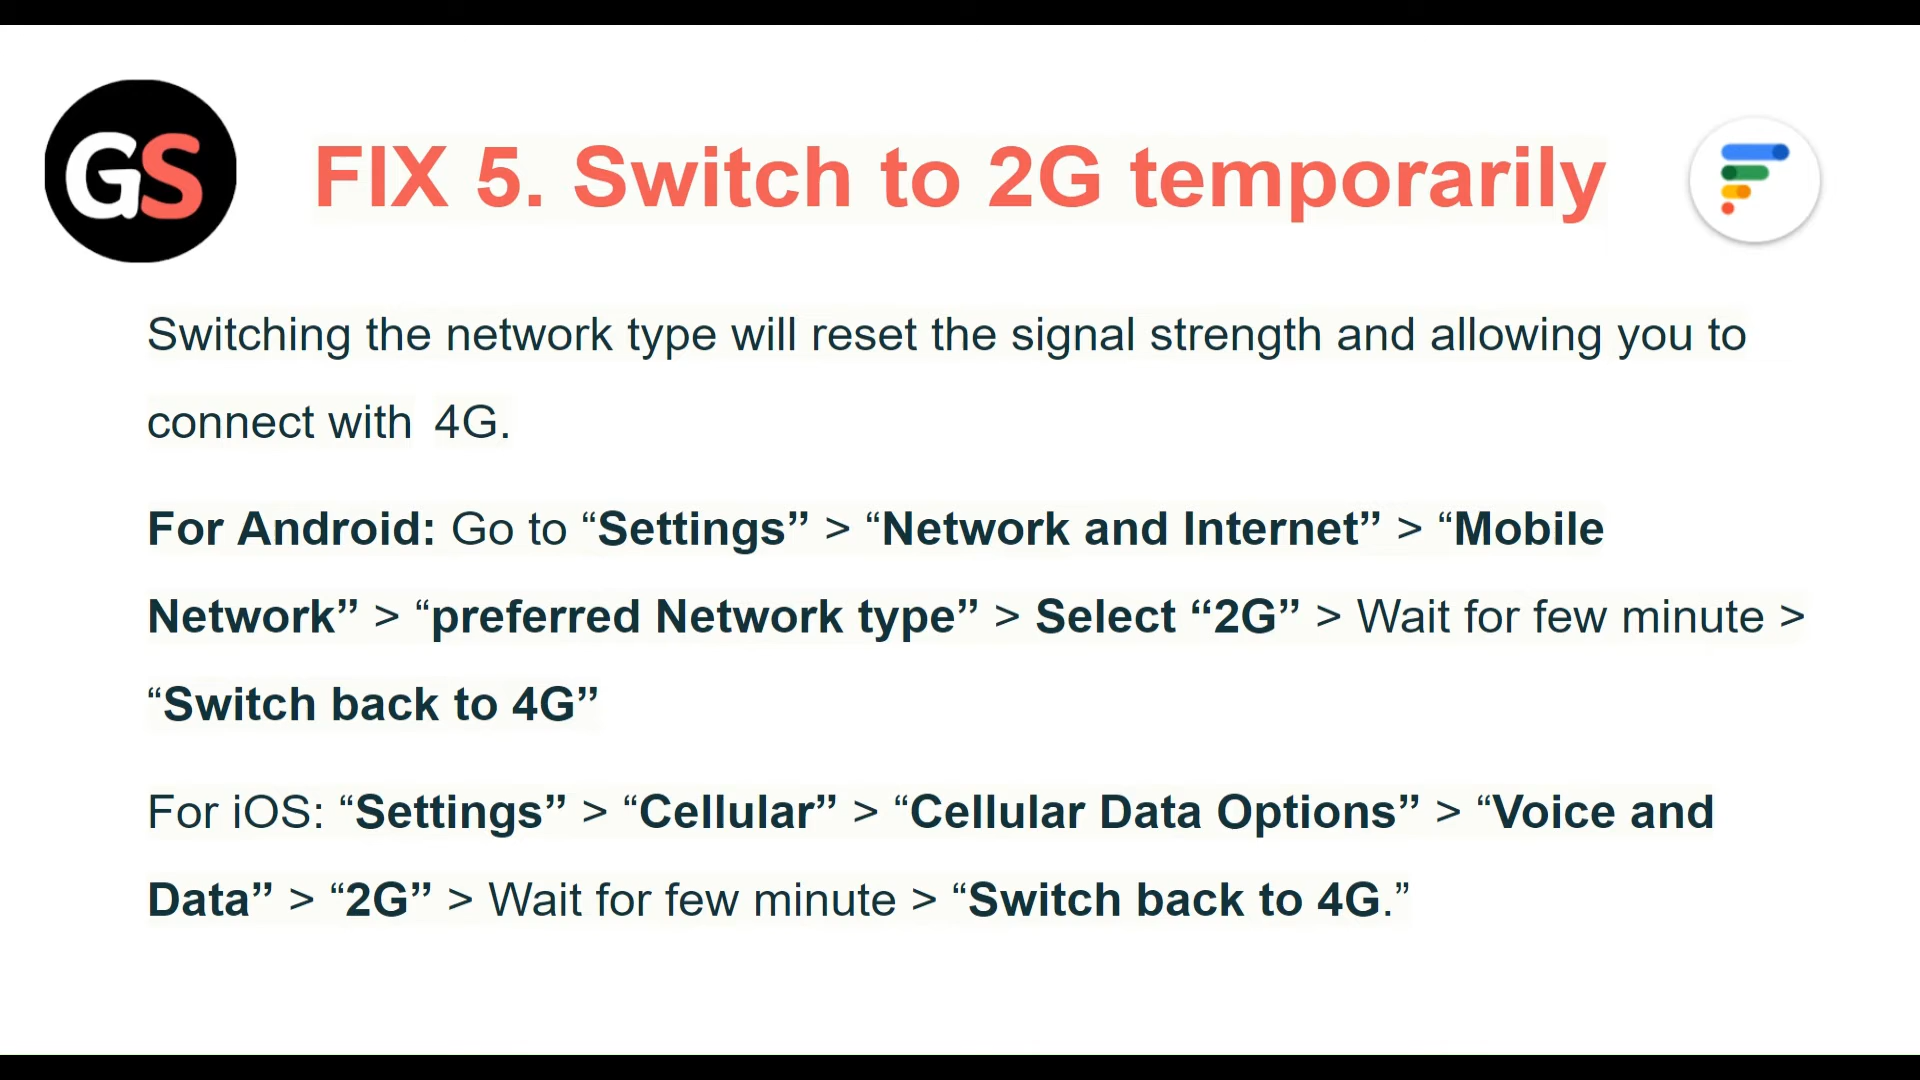 GS
FIX 5. Switch to 2G temporarily
Switching the network type will reset the signal strength and allowing you to
connect with 4G.
For Android: Go to “Settings” > “Network and Internet” > “Mobile
Network” > “preferred Network type” > Select “2G” > Wait for few minute >
“Switch back to 4G”
For iOS: “Settings” > “Cellular” > “Cellular Data Options” > “Voice and
Data” > “2G” > Wait for few minute > “Switch back to 4G.”